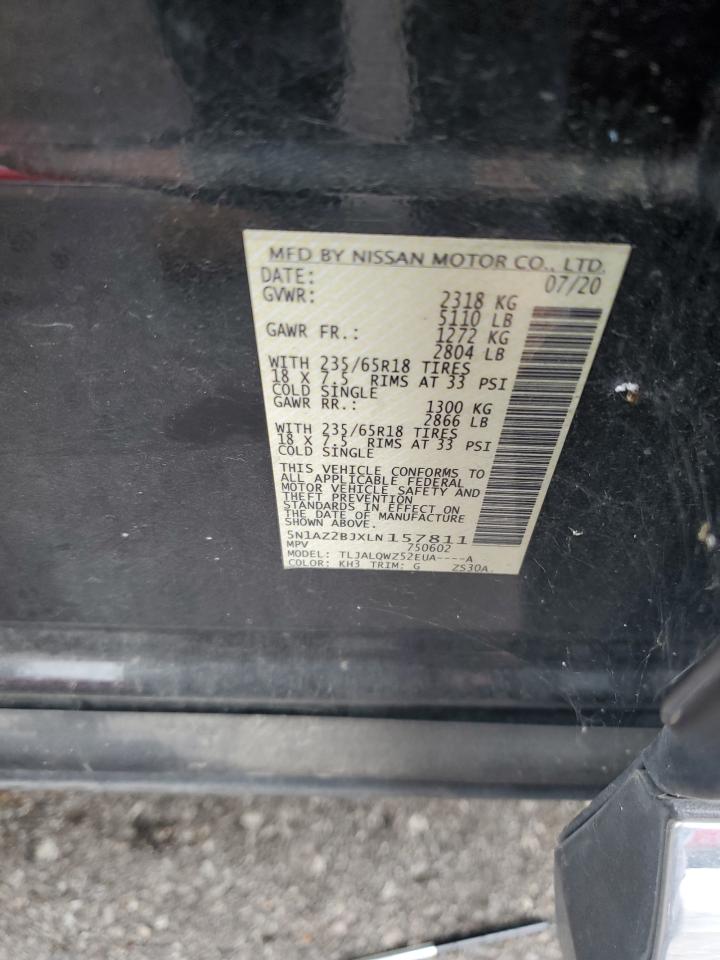 MFD BY NISSAN MOTOR CO., LTD.
DATE: 07/20
GVWR: 2318 KG
5110 LB
GAWR FR.: 1272 KG
2804 LB
WITH 235/65R18 TIRES
18 X 7.5 RIMS AT 33 PSI
COLD SINGLE
GAWR RR.: 1300 KG
2866 LB
WITH 235/65R18 TIRES
18 X 7.5 RIMS AT 33 PSI
COLD SINGLE
THIS VEHICLE CONFORMS TO
ALL APPLICABLE FEDERAL
MOTOR VEHICLE SAFETY AND
THEFT PREVENTION
STANDARDS IN EFFECT ON
THE DATE OF MANUFACTURE
SHOWN ABOVE.
5N1AZ2BJXLN157811
MPV 750602
MODEL: TLJALQWZ52EUA----A
COLOR: KH3 TRIM: G ZS30A